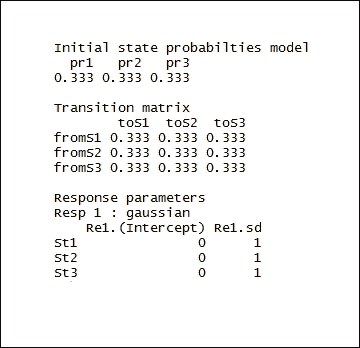 Initial state probabilties model
pr1 pr2 pr3
0.333 0.333 0.333
Transition matrix
toS1 toS2 toS3
fromS1 0.333 0.333 0.333
fromS2 0.333 0.333 0.333
fromS3 0.333 0.333 0.333
Response parameters
Resp 1 : gaussian
Re1.(Intercept) Re1.sd
St1 0 1
St2 0 1
St3 0 1